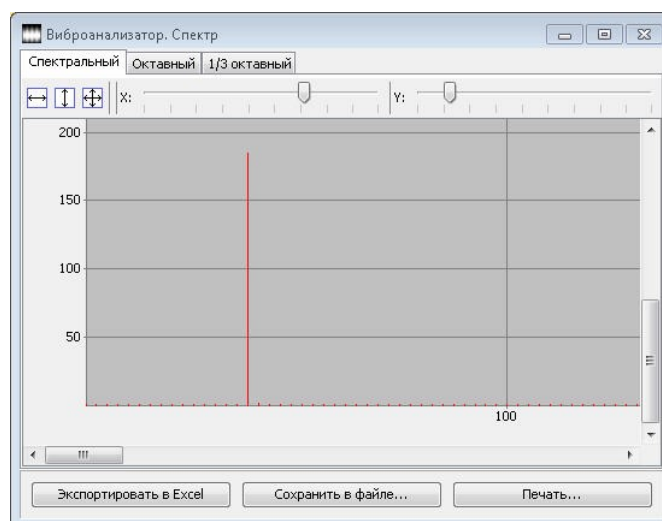 Виброанализатор. Спектр
Спектральный Октавный 1/3 октавный
X: Y:
200
150
100
50
100
Экспортировать в Excel Сохранить в файле... Печать...